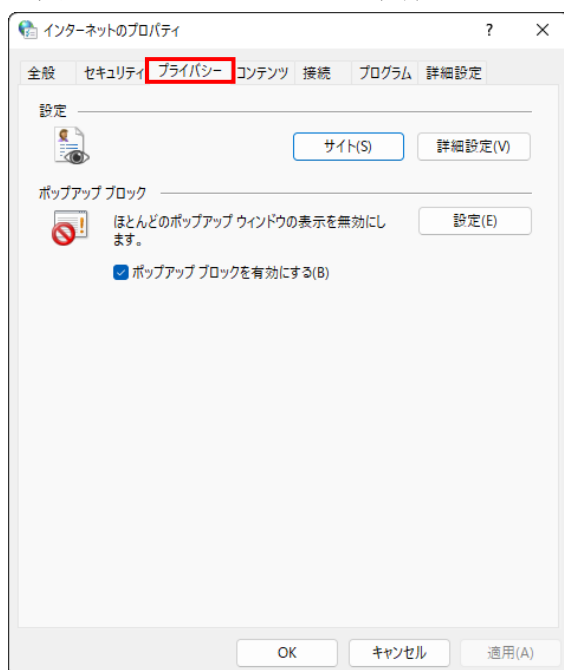 インターネットのプロパティ ? ×
全般 セキュリティ プライバシー コンテンツ 接続 プログラム 詳細設定
設定
サイト(S) 詳細設定(V)
ポップアップ ブロック
ほとんどのポップアップ ウィンドウの表示を無効にし 設定(E)
ます。
ポップアップ ブロックを有効にする(B)
OK キャンセル 適用(A)